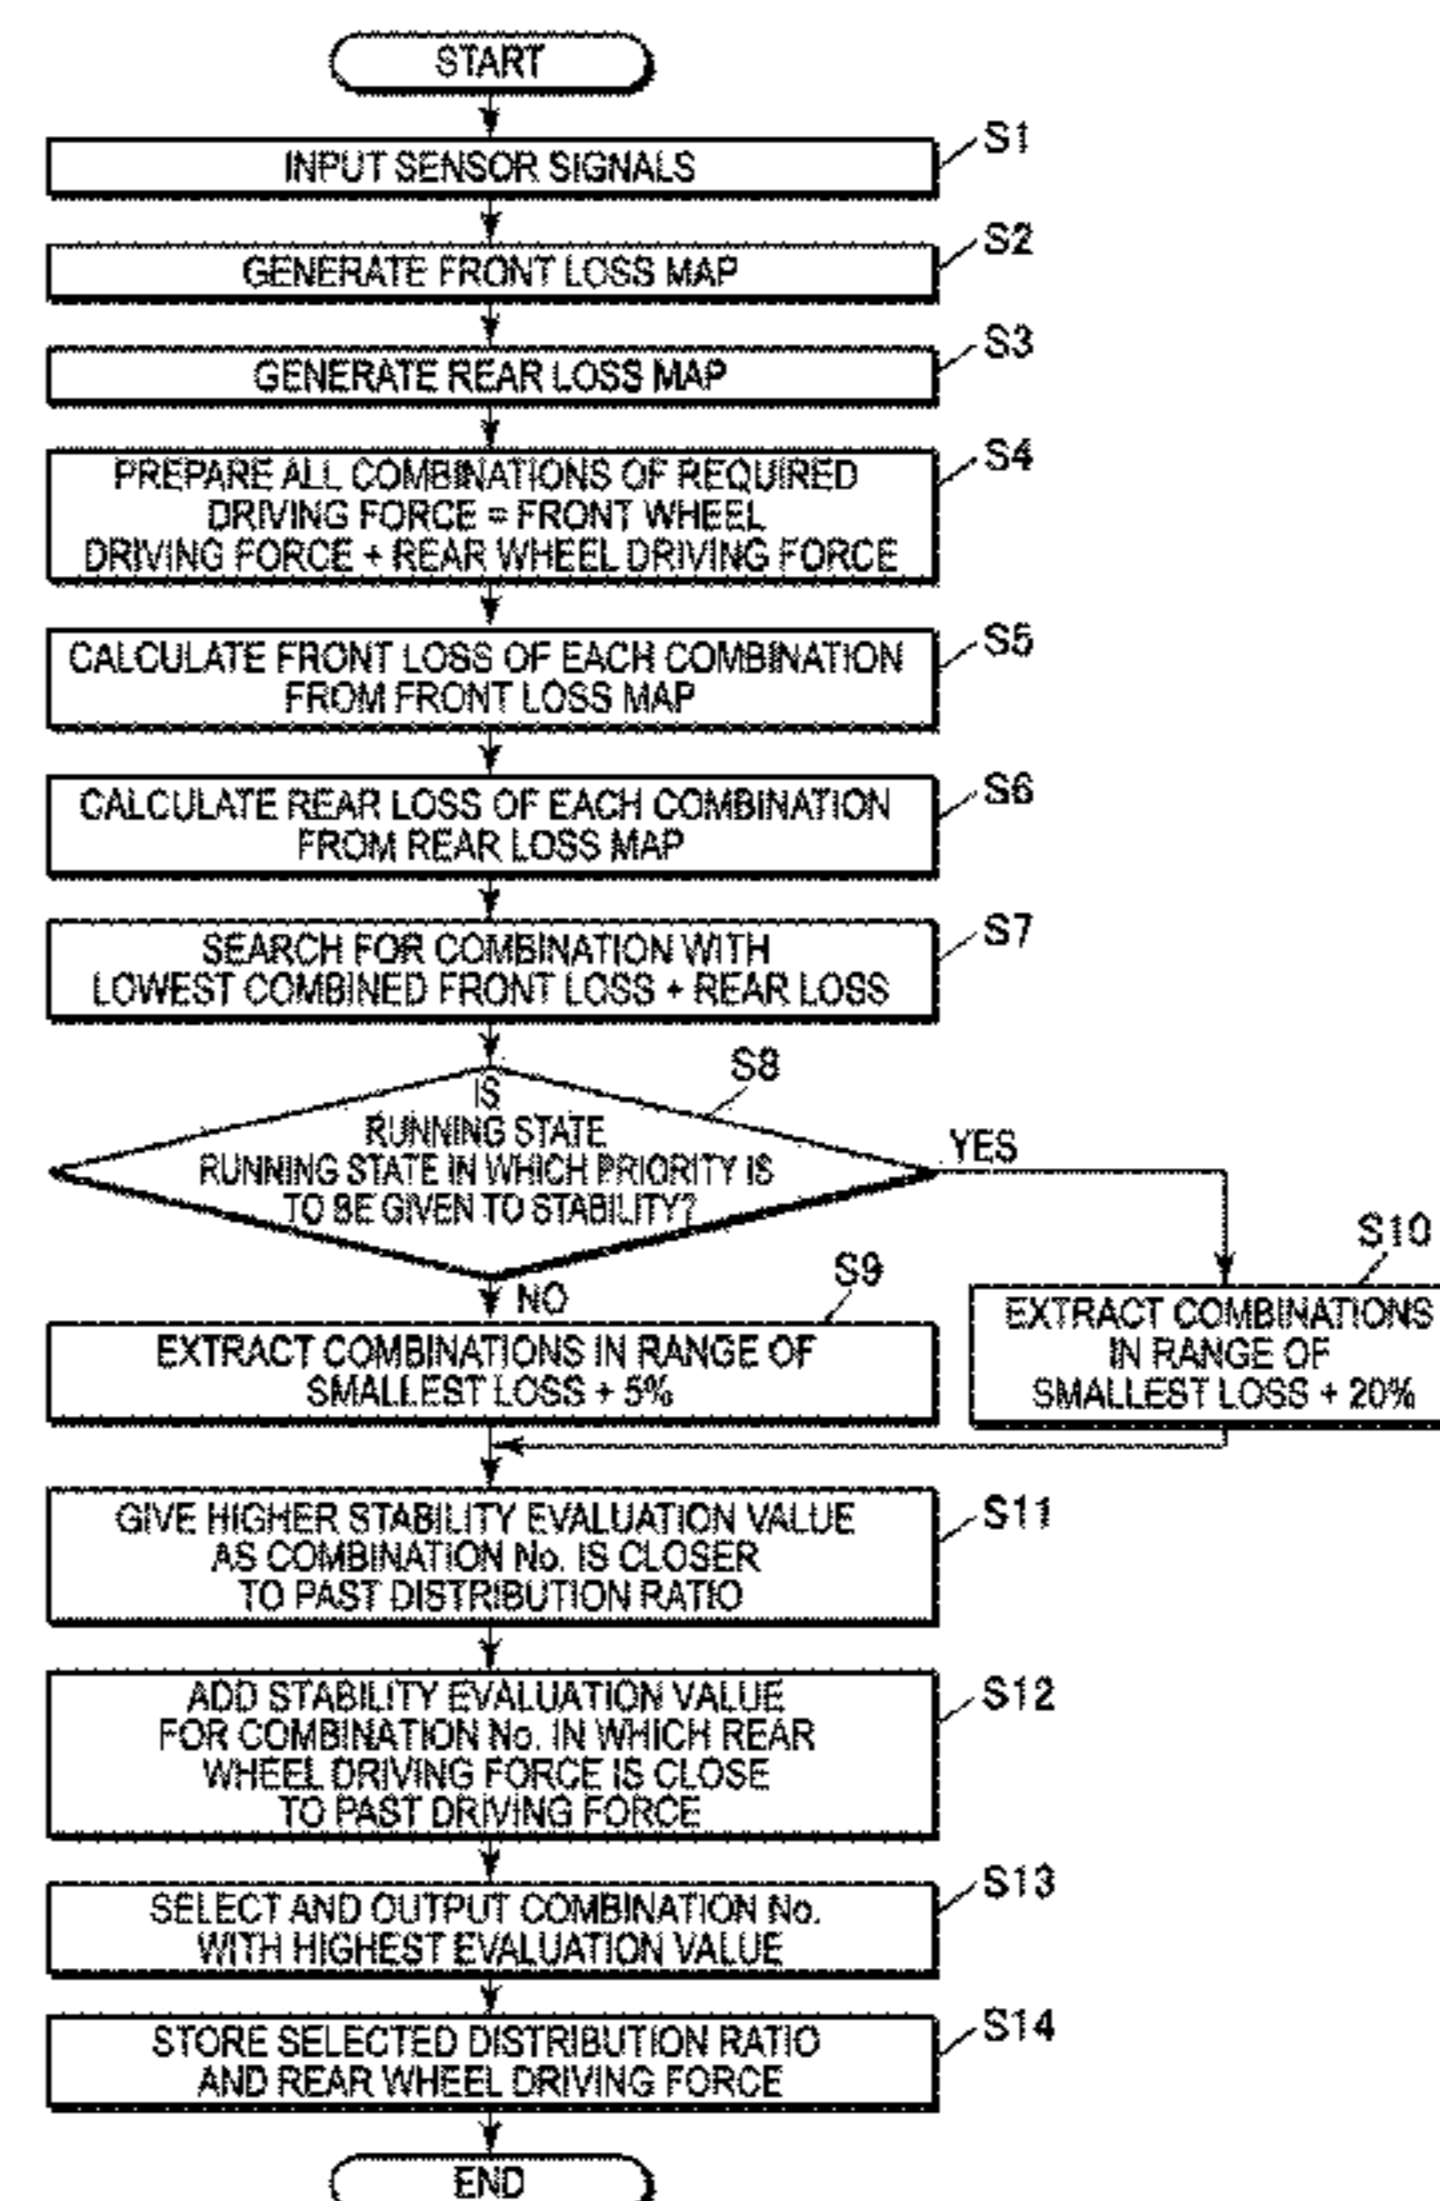 START
S1
INPUT SENSOR SIGNALS
S2
GENERATE FRONT LOSS MAP
S3
GENERATE REAR LOSS MAP
S4
PREPARE ALL COMBINATIONS OF REQUIRED
DRIVING FORCE = FRONT WHEEL
DRIVING FORCE + REAR WHEEL DRIVING FORCE
S5
CALCULATE FRONT LOSS OF EACH COMBINATION
FROM FRONT LOSS MAP
S6
CALCULATE REAR LOSS OF EACH COMBINATION
FROM REAR LOSS MAP
S7
SEARCH FOR COMBINATION WITH
LOWEST COMBINED FRONT LOSS + REAR LOSS
S8
IS
RUNNING STATE
RUNNING STATE IN WHICH PRIORITY IS
TO BE GIVEN TO STABILITY?
YES
NO
S9
EXTRACT COMBINATIONS IN RANGE OF
SMALLEST LOSS + 5%
S10
EXTRACT COMBINATIONS
IN RANGE OF
SMALLEST LOSS + 20%
S11
GIVE HIGHER STABILITY EVALUATION VALUE
AS COMBINATION No. IS CLOSER
TO PAST DISTRIBUTION RATIO
S12
ADD STABILITY EVALUATION VALUE
FOR COMBINATION No. IN WHICH REAR
WHEEL DRIVING FORCE IS CLOSE
TO PAST DRIVING FORCE
S13
SELECT AND OUTPUT COMBINATION No.
WITH HIGHEST EVALUATION VALUE
S14
STORE SELECTED DISTRIBUTION RATIO
AND REAR WHEEL DRIVING FORCE
END